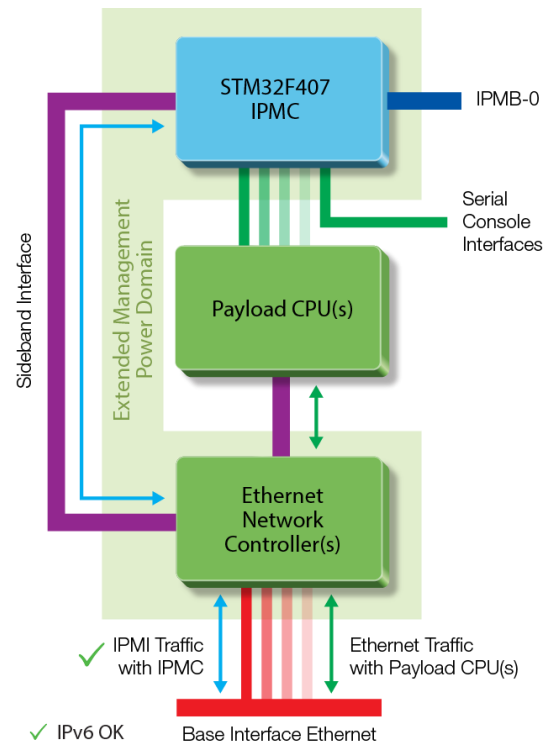 STM32F407
IPMC
IPMB-0
Serial
Console
Interfaces
Sideband Interface
Extended Management
Power Domain
Payload CPU(s)
Ethernet
Network
Controller(s)
IPMI Traffic
with IPMC
Ethernet Traffic
with Payload CPU(s)
IPv6 OK
Base Interface Ethernet